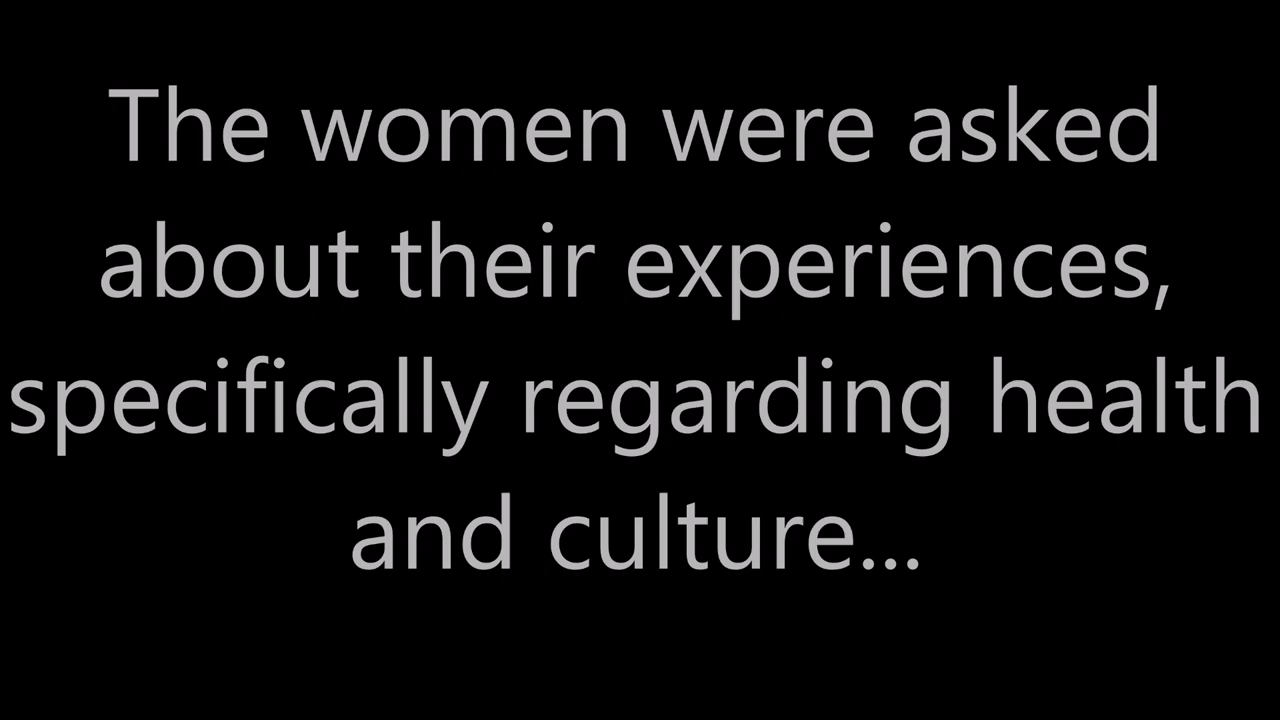 The women were asked
about their experiences,
specifically regarding health
and culture...